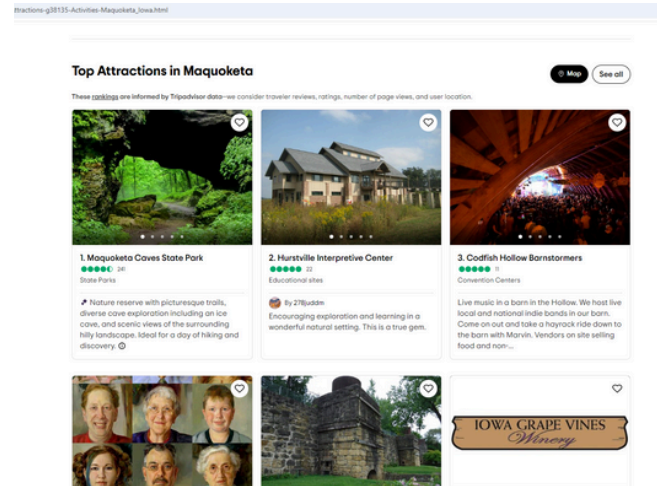 ttractions-g38135-Activities-Maquoketa_Iowa.html
Top Attractions in Maquoketa
Map
See all
These rankings are informed by Tripadvisor data—we consider traveler reviews, ratings, number of page views, and user location.
1. Maquoketa Caves State Park
241
State Parks
Nature reserve with picturesque trails,
diverse cave exploration including an ice
cave, and scenic views of the surrounding
hilly landscape. Ideal for a day of hiking and
discovery.
2. Hurstville Interpretive Center
22
Educational sites
By 278juddm
Encouraging exploration and learning in a
wonderful natural setting. This is a true gem.
3. Codfish Hollow Barnstormers
11
Convention Centers
Live music in a barn in the Hollow. We host live
local and national indie bands in our barn.
Come on out and take a hayrack ride down to
the barn with Marvin. Vendors on site selling
food and non-...
IOWA GRAPE VINES
Winery